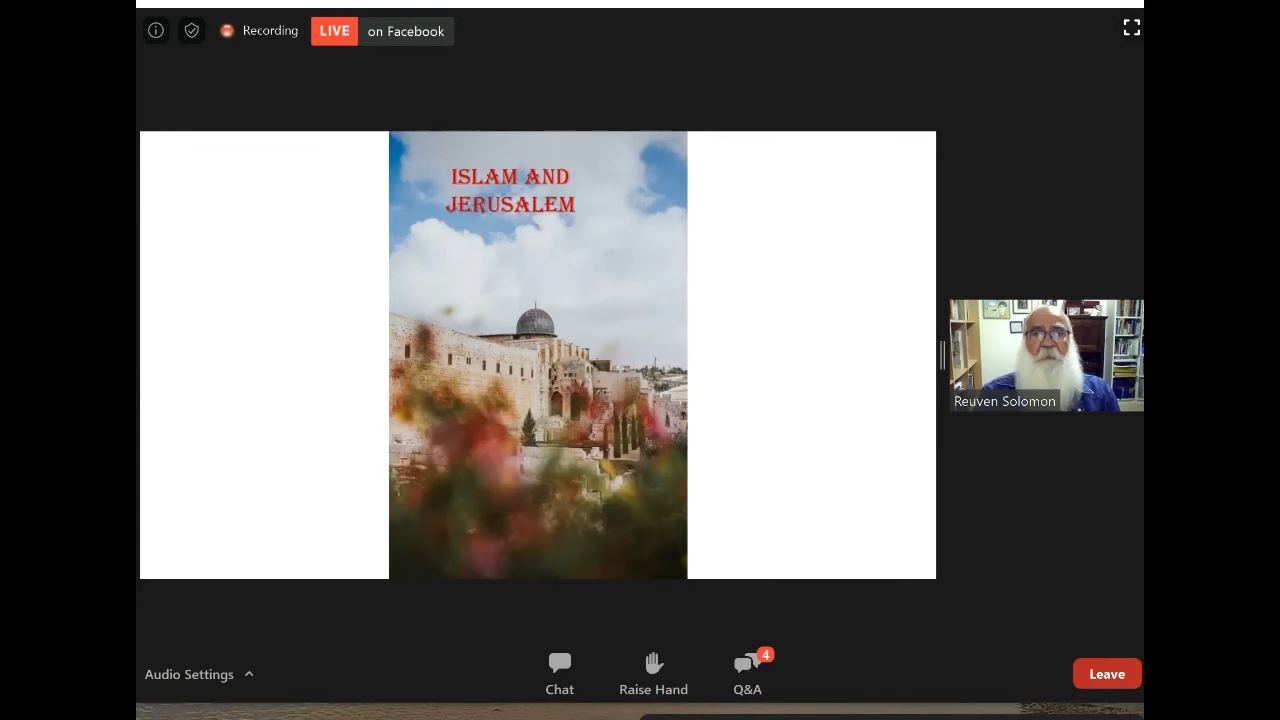 Recording
LIVE on Facebook
ISLAM AND
JERUSALEM
Reuven Solomon
Audio Settings
Chat
Raise Hand
4
Q&A
Leave